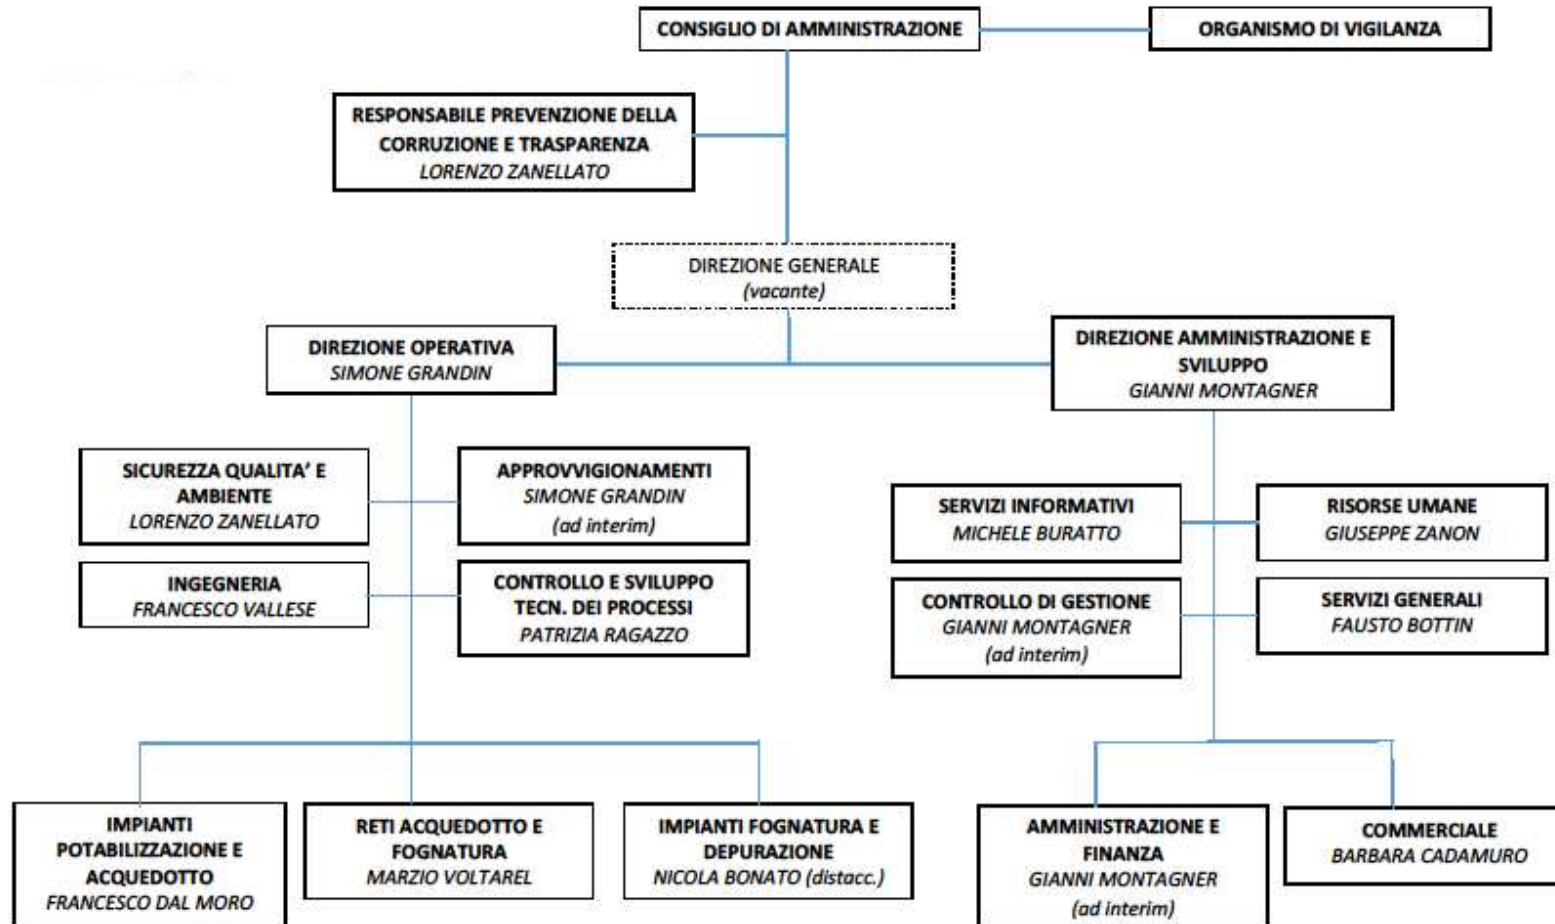 CONSIGLIO DI AMMINISTRAZIONE
ORGANISMO DI VIGILANZA
RESPONSABILE PREVENZIONE DELLA
CORRUZIONE E TRASPARENZA
LORENZO ZANELLATO
DIREZIONE GENERALE
(vacante)
DIREZIONE OPERATIVA
SIMONE GRANDIN
DIREZIONE AMMINISTRAZIONE E
SVILUPPO
GIANNI MONTAGNER
SICUREZZA QUALITA' E
AMBIENTE
LORENZO ZANELLATO
APPROVVIGIONAMENTI
SIMONE GRANDIN
(ad interim)
SERVIZI INFORMATIVI
MICHELE BURATTO
RISORSE UMANE
GIUSEPPE ZANON
INGEGNERIA
FRANCESCO VALLESE
CONTROLLO E SVILUPPO
TECN. DEI PROCESSI
PATRIZIA RAGAZZO
CONTROLLO DI GESTIONE
GIANNI MONTAGNER
(ad interim)
SERVIZI GENERALI
FAUSTO BOTTIN
IMPIANTI
POTABILIZZAZIONE E
ACQUEDOTTO
FRANCESCO DAL MORO
RETI ACQUEDOTTO E
FOGNATURA
MARZIO VOLTAREL
IMPIANTI FOGNATURA E
DEPURAZIONE
NICOLA BONATO (distacc.)
AMMINISTRAZIONE E
FINANZA
GIANNI MONTAGNER
(ad interim)
COMMERCIALE
BARBARA CADAMURO